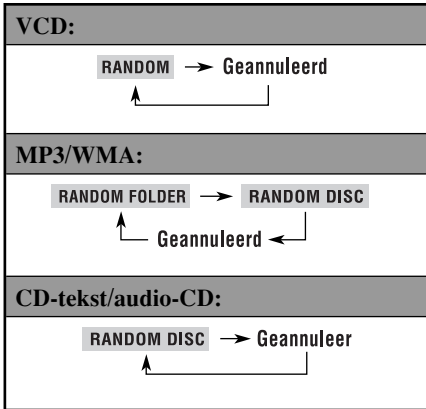 VCD:
RANDOM Geannuleerd
MP3/WMA:
RANDOM FOLDER RANDOM DISC
Geannuleerd
CD-tekst/audio-CD:
RANDOM DISC Geannuleer